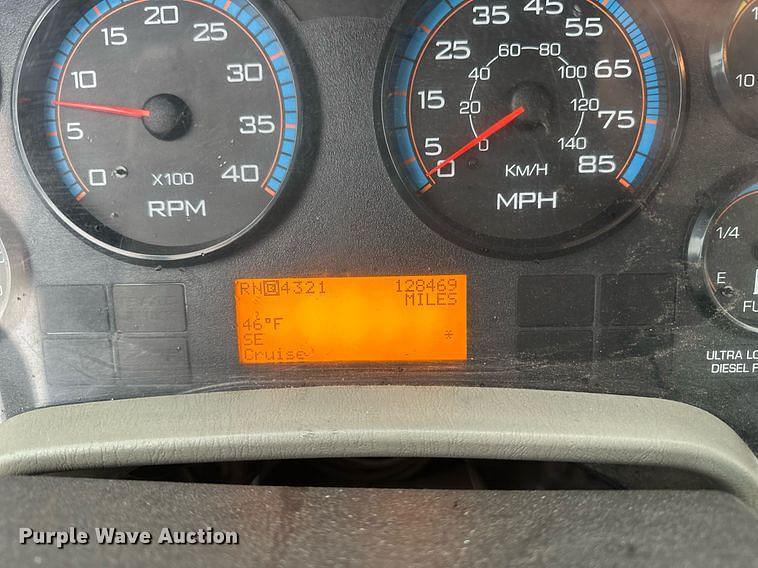 0 5 10 15 20 25 30 35 40
X100
RPM
0 5 15 25 35 45 55 65 75 85
0 20 40 60 80 100 120 140
KM/H
MPH
10
1/4
E
FU
RND4321 128469
MILES
46°F
SE *
Cruise
ULTRA LO
DIESEL F
Purple Wave Auction